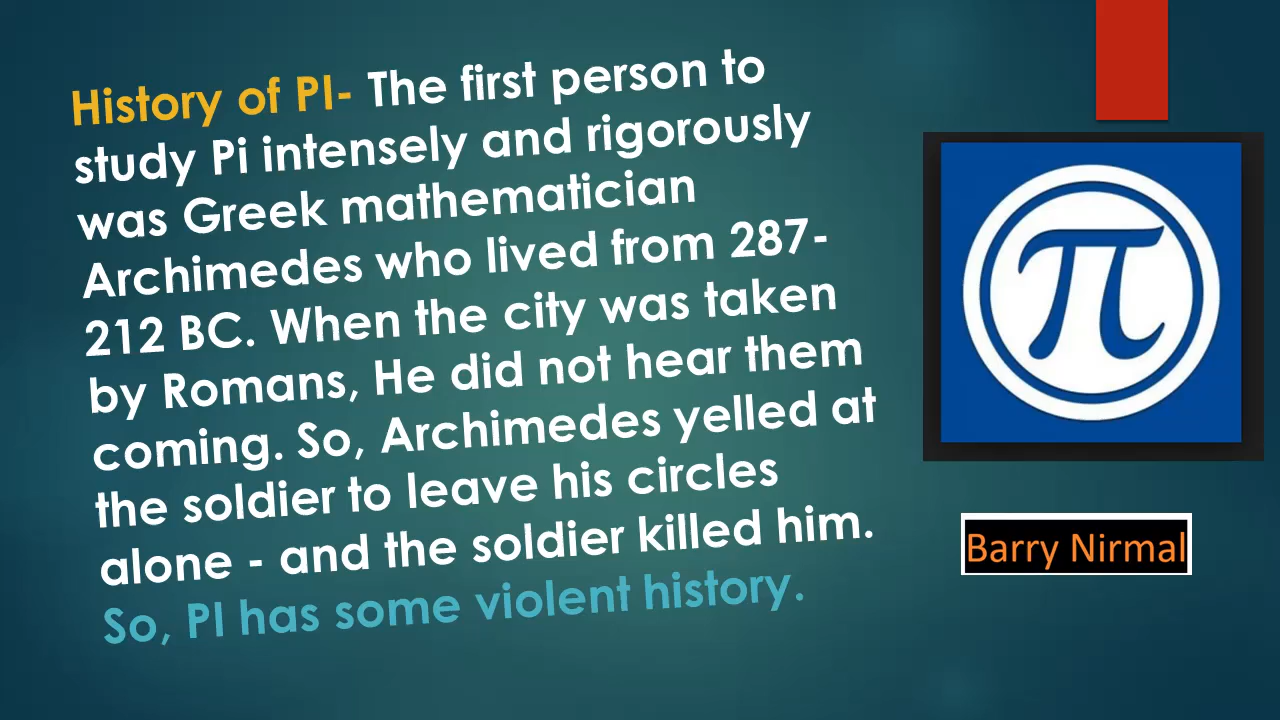 History of PI- The first person to
study Pi intensely and rigorously
was Greek mathematician
Archimedes who lived from 287-
212 BC. When the city was taken
by Romans, He did not hear them
coming. So, Archimedes yelled at
the soldier to leave his circles
alone - and the soldier killed him.
So, PI has some violent history.
π
Barry Nirmal